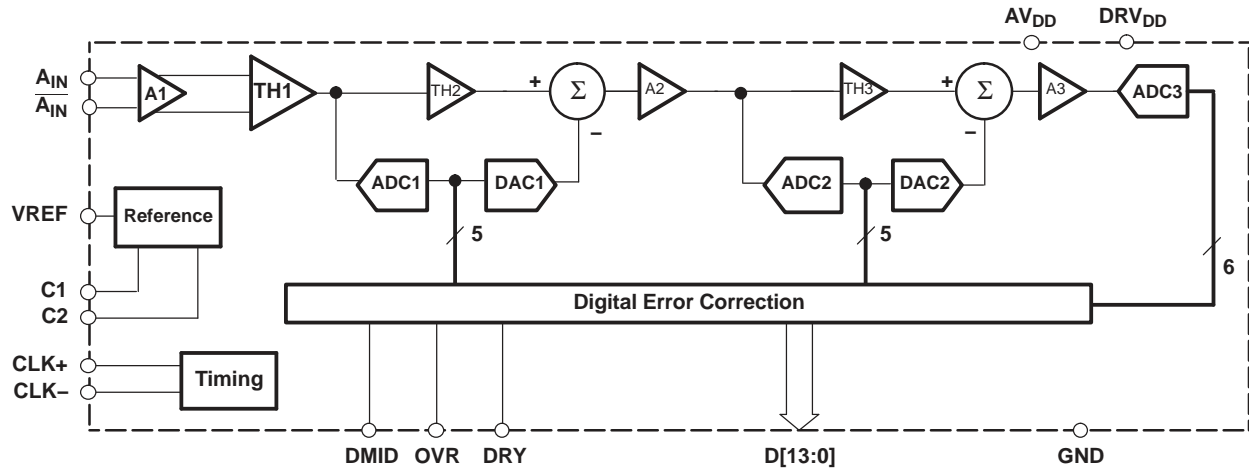 AVDD DRVDD
AIN
AIN
A1
TH1
TH2
+
Σ
−
A2
TH3
+
Σ
−
A3
ADC3
ADC1
DAC1
ADC2
DAC2
VREF
Reference
5
5
6
C1
C2
Digital Error Correction
CLK+
CLK−
Timing
DMID OVR DRY D[13:0] GND